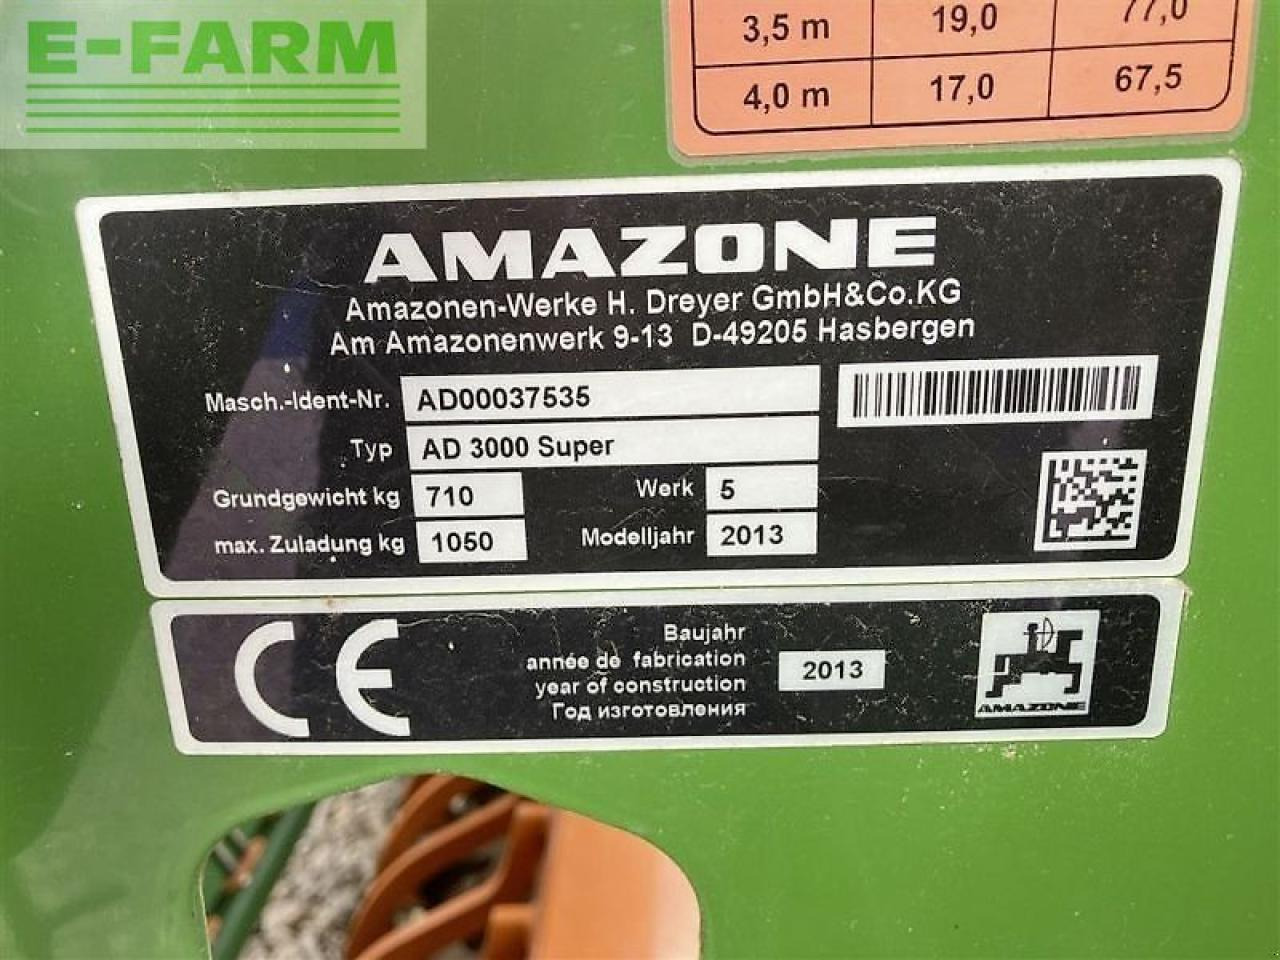 E-FARM
3,5 m 19,0 77,0
4,0 m 17,0 67,5
AMAZONE
Amazonen-Werke H. Dreyer GmbH&Co.KG
Am Amazonenwerk 9-13 D-49205 Hasbergen
Masch.-Ident-Nr. AD00037535
Typ AD 3000 Super
Grundgewicht kg 710 Werk 5
max. Zuladung kg 1050 Modelljahr 2013
CE
Baujahr
année de fabrication
year of construction
Год изготовления
2013
AMAZONE